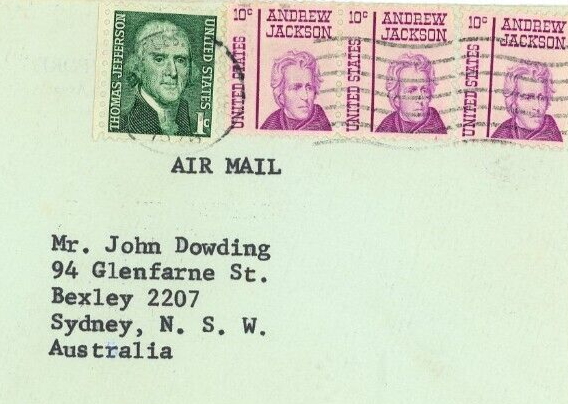 THOMAS JEFFERSON
UNITED STATES
1c
10c
ANDREW
JACKSON
UNITED STATES
10c
ANDREW
JACKSON
UNITED STATES
10c
ANDREW
JACKSON
UNITED STATES
AIR MAIL
Mr. John Dowding
94 Glenfarne St.
Bexley 2207
Sydney, N. S. W.
Australia